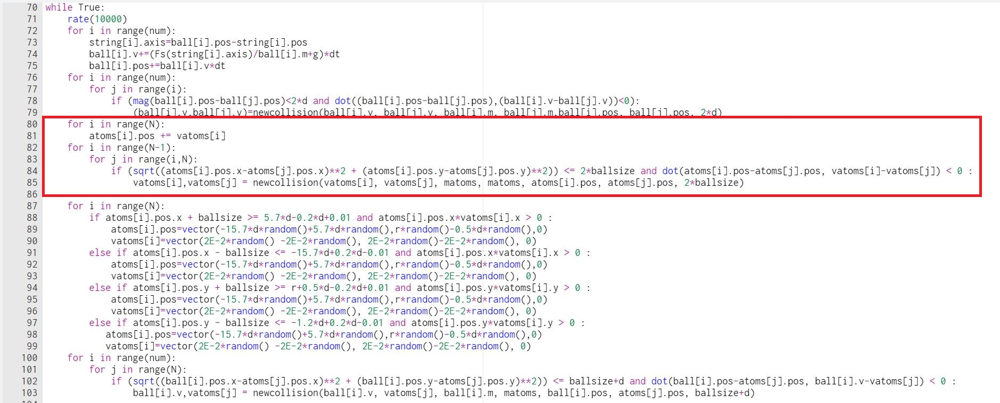 70 while True:
71     rate(10000)
72     for i in range(num):
73         string[i].axis=ball[i].pos-string[i].pos
74         ball[i].v+=(Fs(string[i].axis)/ball[i].m+g)*dt
75         ball[i].pos+=ball[i].v*dt
76     for i in range(num):
77         for j in range(i):
78             if (mag(ball[i].pos-ball[j].pos)<2*d and dot((ball[i].pos-ball[j].pos),(ball[i].v-ball[j].v))<0):
79                 (ball[i].v,ball[j].v)=newcollision(ball[i].v, ball[j].v, ball[i].m, ball[j].m,ball[i].pos, ball[j].pos, 2*d)
80     for i in range(N):
81         atoms[i].pos += vatoms[i]
82     for i in range(N-1):
83         for j in range(i,N):
84             if (sqrt((atoms[i].pos.x-atoms[j].pos.x)**2 + (atoms[i].pos.y-atoms[j].pos.y)**2)) <= 2*ballsize and dot(atoms[i].pos-atoms[j].pos, vatoms[i]-vatoms[j]) < 0 :
85                 vatoms[i],vatoms[j] = newcollision(vatoms[i], vatoms[j], matoms, matoms, atoms[i].pos, atoms[j].pos, 2*ballsize)
86
87     for i in range(N):
88         if atoms[i].pos.x + ballsize >= 5.7*d-0.2*d+0.01 and atoms[i].pos.x*vatoms[i].x > 0 :
89             atoms[i].pos=vector(-15.7*d*random()+5.7*d*random(),r*random()-0.5*d*random(),0)
90             vatoms[i]=vector(2E-2*random() -2E-2*random(), 2E-2*random()-2E-2*random(), 0)
91         else if atoms[i].pos.x - ballsize <= -15.7*d+0.2*d-0.01 and atoms[i].pos.x*vatoms[i].x > 0 :
92             atoms[i].pos=vector(-15.7*d*random()+5.7*d*random(),r*random()-0.5*d*random(),0)
93             vatoms[i]=vector(2E-2*random() -2E-2*random(), 2E-2*random()-2E-2*random(), 0)
94         else if atoms[i].pos.y + ballsize >= r+0.5*d-0.2*d+0.01 and atoms[i].pos.y*vatoms[i].y > 0 :
95             atoms[i].pos=vector(-15.7*d*random()+5.7*d*random(),r*random()-0.5*d*random(),0)
96             vatoms[i]=vector(2E-2*random() -2E-2*random(), 2E-2*random()-2E-2*random(), 0)
97         else if atoms[i].pos.y - ballsize <= -1.2*d+0.2*d-0.01 and atoms[i].pos.y*vatoms[i].y > 0 :
98            atoms[i].pos=vector(-15.7*d*random()+5.7*d*random(),r*random()-0.5*d*random(),0)
99            vatoms[i]=vector(2E-2*random() -2E-2*random(), 2E-2*random()-2E-2*random(), 0)
100     for i in range(num):
101         for j in range(N):
102             if (sqrt((ball[i].pos.x-atoms[j].pos.x)**2 + (ball[i].pos.y-atoms[j].pos.y)**2)) <= ballsize+d and dot(ball[i].pos-atoms[j].pos, ball[i].v-vatoms[j]) < 0 :
103                 ball[i].v,vatoms[j] = newcollision(ball[i].v, vatoms[j], ball[i].m, matoms, ball[i].pos, atoms[j].pos, ballsize+d)